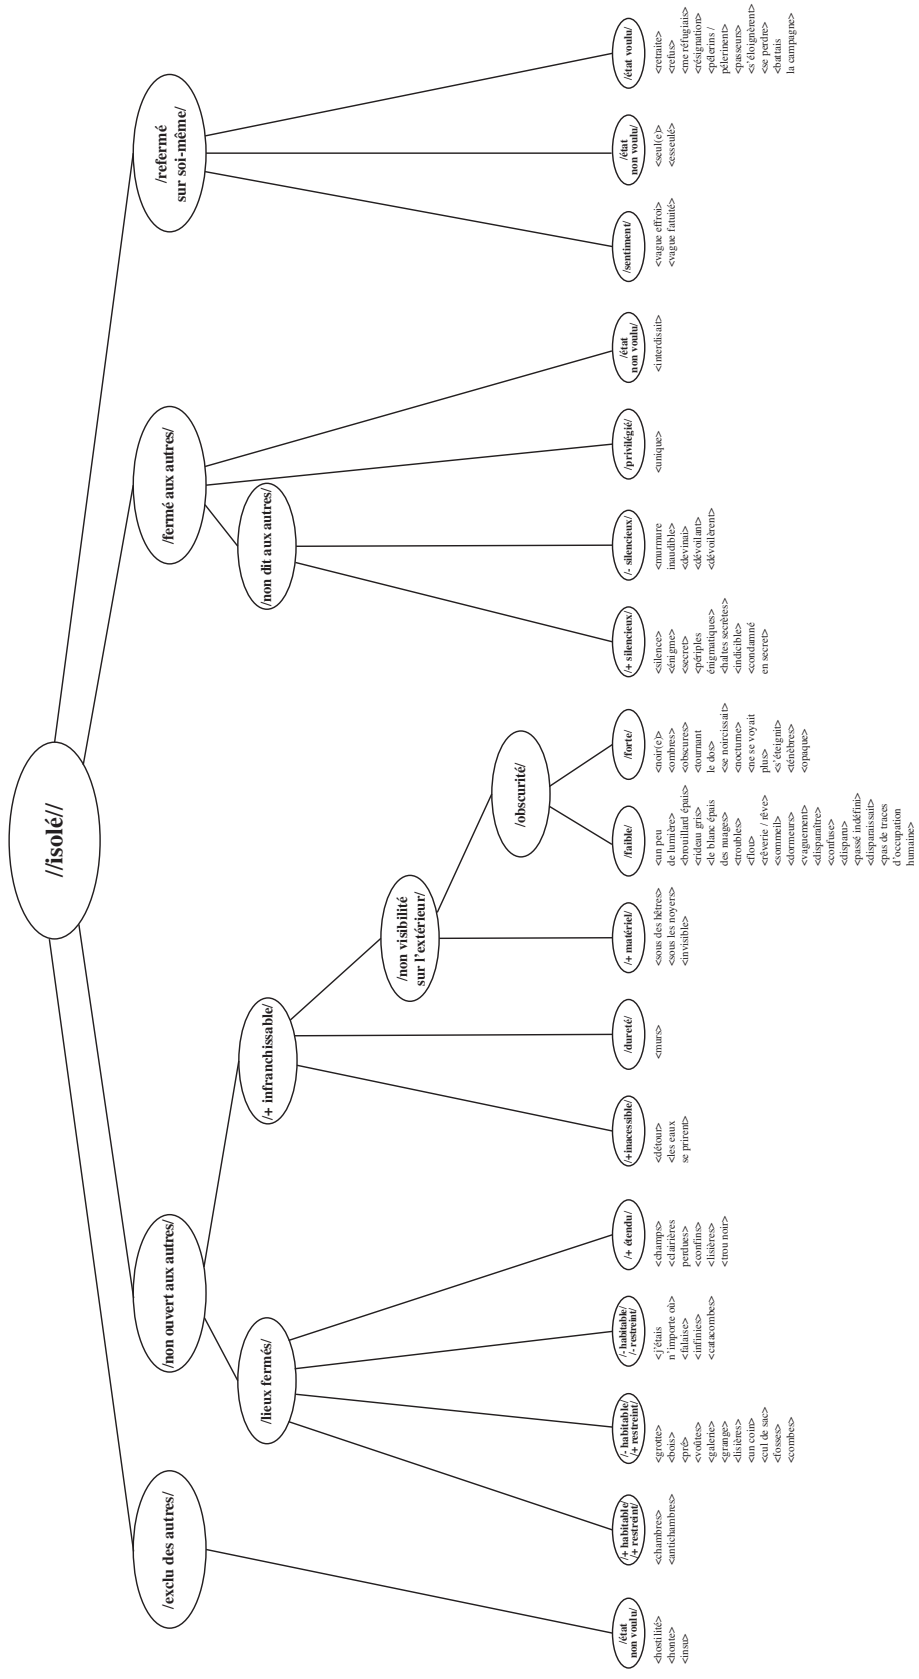 //isolé//
/exclu des autres/
/non ouvert aux autres/
/fermé aux autres/
/refermé
sur soi-même/
/lieux fermés/
/+ infranchissable/
/non dit aux autres/
/non visibilité
sur l'extérieur/
/obscurité/
/état
non voulu/
<hostilité>
<honte>
<insu>
/+ habitable/
/+ restreint/
<chambres>
<antichambres>
/- habitable/
/+ restreint/
<grotte>
<bois>
<pré>
<voûtes>
<galerie>
<grange>
<lisières>
<un coin>
<cul de sac>
<fosses>
<combes>
/- habitable/
/- restreint/
<j'étais
n'importe où>
<falaise>
<infinies>
<catacombes>
/+ étendu/
<champs>
<clairières
perdues>
<confins>
<lisières>
<trou noir>
/+inacessible/
<détour>
<les eaux
se prirent>
/dureté/
<murs>
/+ matériel/
<sous des hêtres>
<sous les noyers>
<invisible>
/faible/
<un peu
de lumière>
<brouillard épais>
<rideau gris>
<le blanc épais
des nuages>
<troubles>
<flou>
<rêverie / rêve>
<sommeil>
<dormeurs>
<vaguement>
<disparaître>
<confuse>
<disparu>
<passé indéfini>
<disparaissait>
<pas de traces
d'occupation
humaine>
/forte/
<noir(e)>
<ombres>
<obscures>
<tournant
le dos>
<se noircissait>
<nocturne>
<ne se voyait
plus>
<s'éteignit>
<ténèbres>
<opaque>
/+ silencieux/
<silence>
<énigme>
<secret>
<périples
énigmatiques>
<haltes secrètes>
<indicible>
<condamné
en secret>
/- silencieux/
<murmure
inaudible>
<devinai>
<dévoilant>
<dévoilèrent>
/privilégié/
<unique>
/état
non voulu/
<interdisait>
/sentiment/
<vague effroi>
<vague fatuité>
/état
non voulu/
<seul(e)>
<esseulé>
/état voulu/
<retraite>
<refus>
<me réfugiais>
<résignation>
<pélerins /
pélerinent>
<passeurs>
<s'éloignèrent>
<se perdre>
<battais
la campagne>